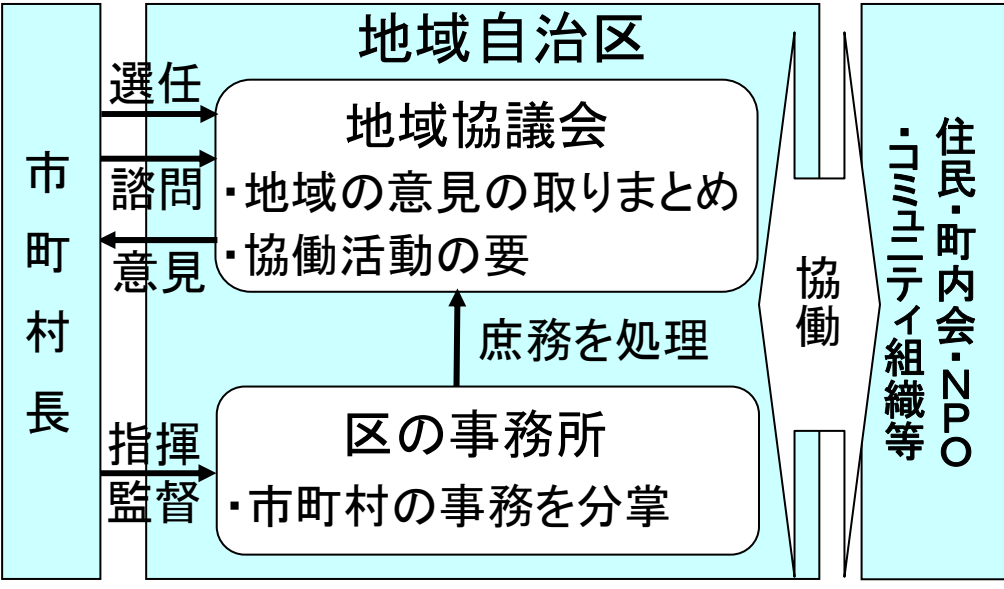 市町村長
地域自治区
選任
諮問
意見
地域協議会
・地域の意見の取りまとめ
・協働活動の要
庶務を処理
指揮
監督
区の事務所
・市町村の事務を分掌
協働
住民・町内会・NPO
・コミュニティ組織等